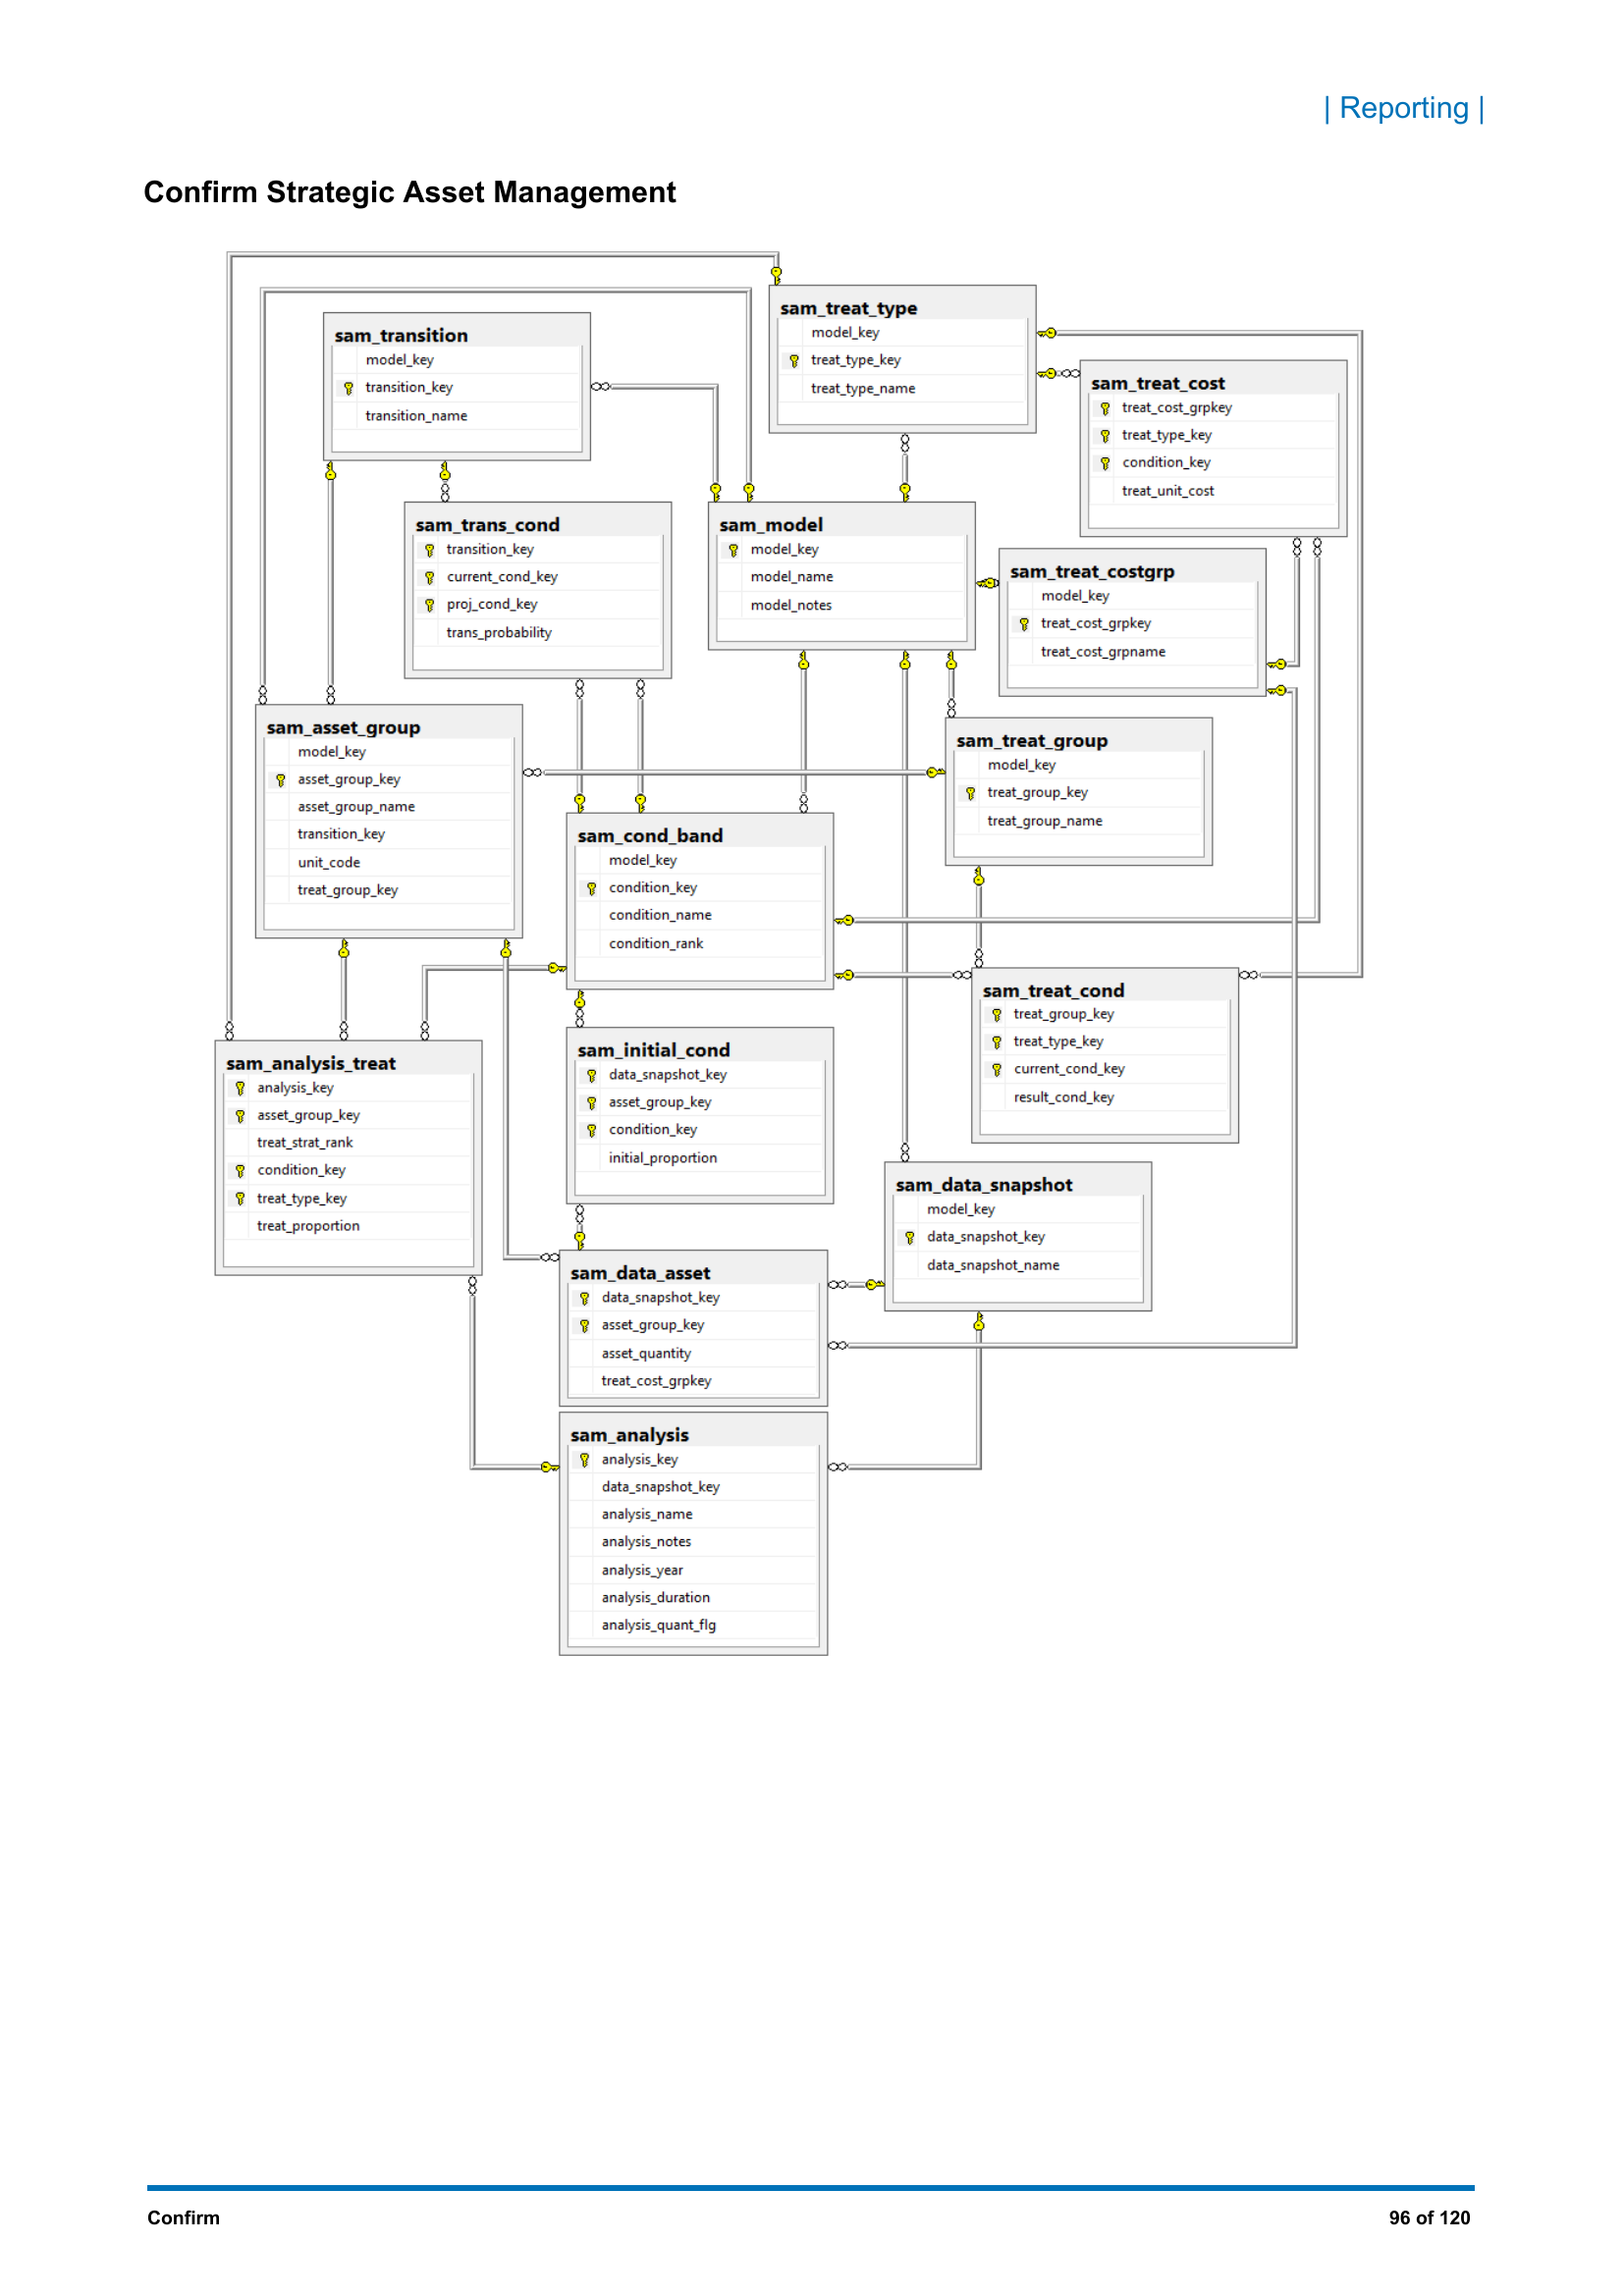 | Reporting |
Confirm Strategic Asset Management
sam_treat_type
model_key
treat_type_key
treat_type_name
sam_transition
model_key
transition_key
transition_name
sam_treat_cost
treat_cost_grpkey
treat_type_key
condition_key
treat_unit_cost
sam_trans_cond
transition_key
current_cond_key
proj_cond_key
trans_probability
sam_model
model_key
model_name
model_notes
sam_treat_costgrp
model_key
treat_cost_grpkey
treat_cost_grpname
sam_asset_group
model_key
asset_group_key
asset_group_name
transition_key
unit_code
treat_group_key
sam_treat_group
model_key
treat_group_key
treat_group_name
sam_cond_band
model_key
condition_key
condition_name
condition_rank
sam_treat_cond
treat_group_key
treat_type_key
current_cond_key
result_cond_key
sam_analysis_treat
analysis_key
asset_group_key
treat_strat_rank
condition_key
treat_type_key
treat_proportion
sam_initial_cond
data_snapshot_key
asset_group_key
condition_key
initial_proportion
sam_data_snapshot
model_key
data_snapshot_key
data_snapshot_name
sam_data_asset
data_snapshot_key
asset_group_key
asset_quantity
treat_cost_grpkey
sam_analysis
analysis_key
data_snapshot_key
analysis_name
analysis_notes
analysis_year
analysis_duration
analysis_quant_flg
Confirm
96 of 120